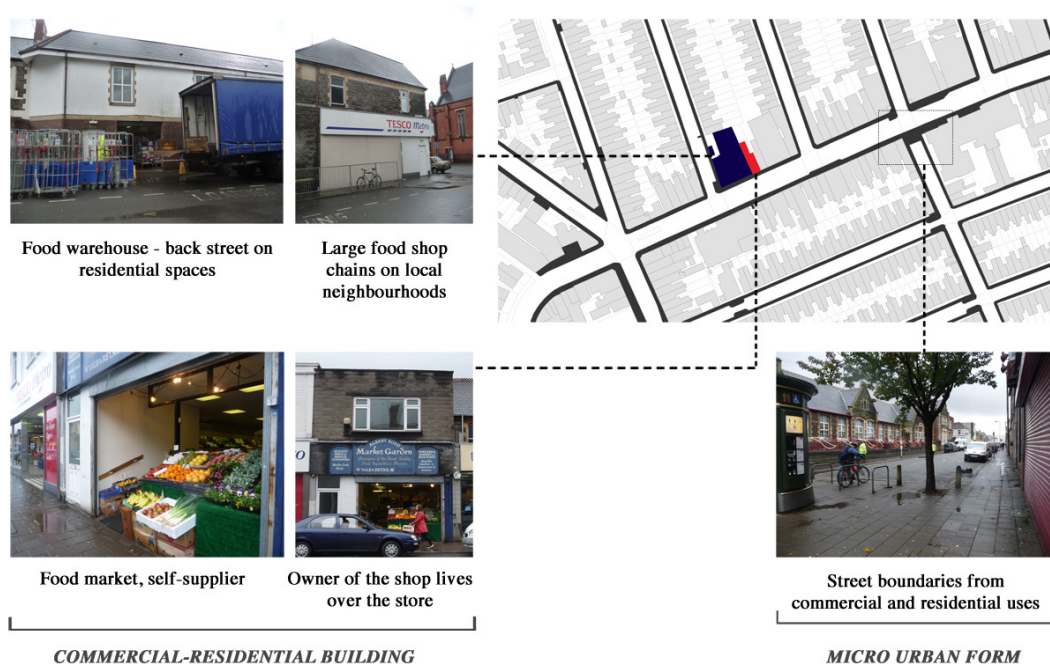 TESCO Metro
Food warehouse - back street on
residential spaces
Large food shop
chains on local
neighbourhoods
Market Garden
Food market, self-supplier
Owner of the shop lives
over the store
Street boundaries from
commercial and residential uses
COMMERCIAL-RESIDENTIAL BUILDING
MICRO URBAN FORM